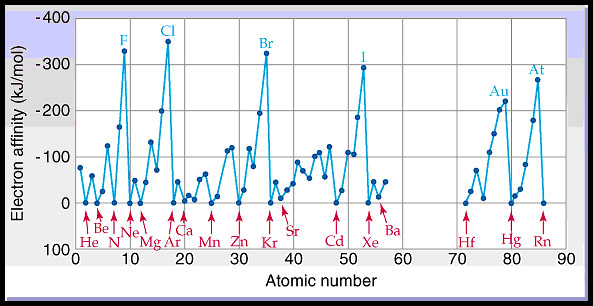 Electron affinity (kJ/mol)
-400
-300
-200
-100
0
100
F
Cl
Br
I
Au
At
He
Be
N
Ne
Mg
Ar
Ca
Mn
Zn
Kr
Sr
Cd
Xe
Ba
Hf
Hg
Rn
0 10 20 30 40 50 60 70 80 90
Atomic number